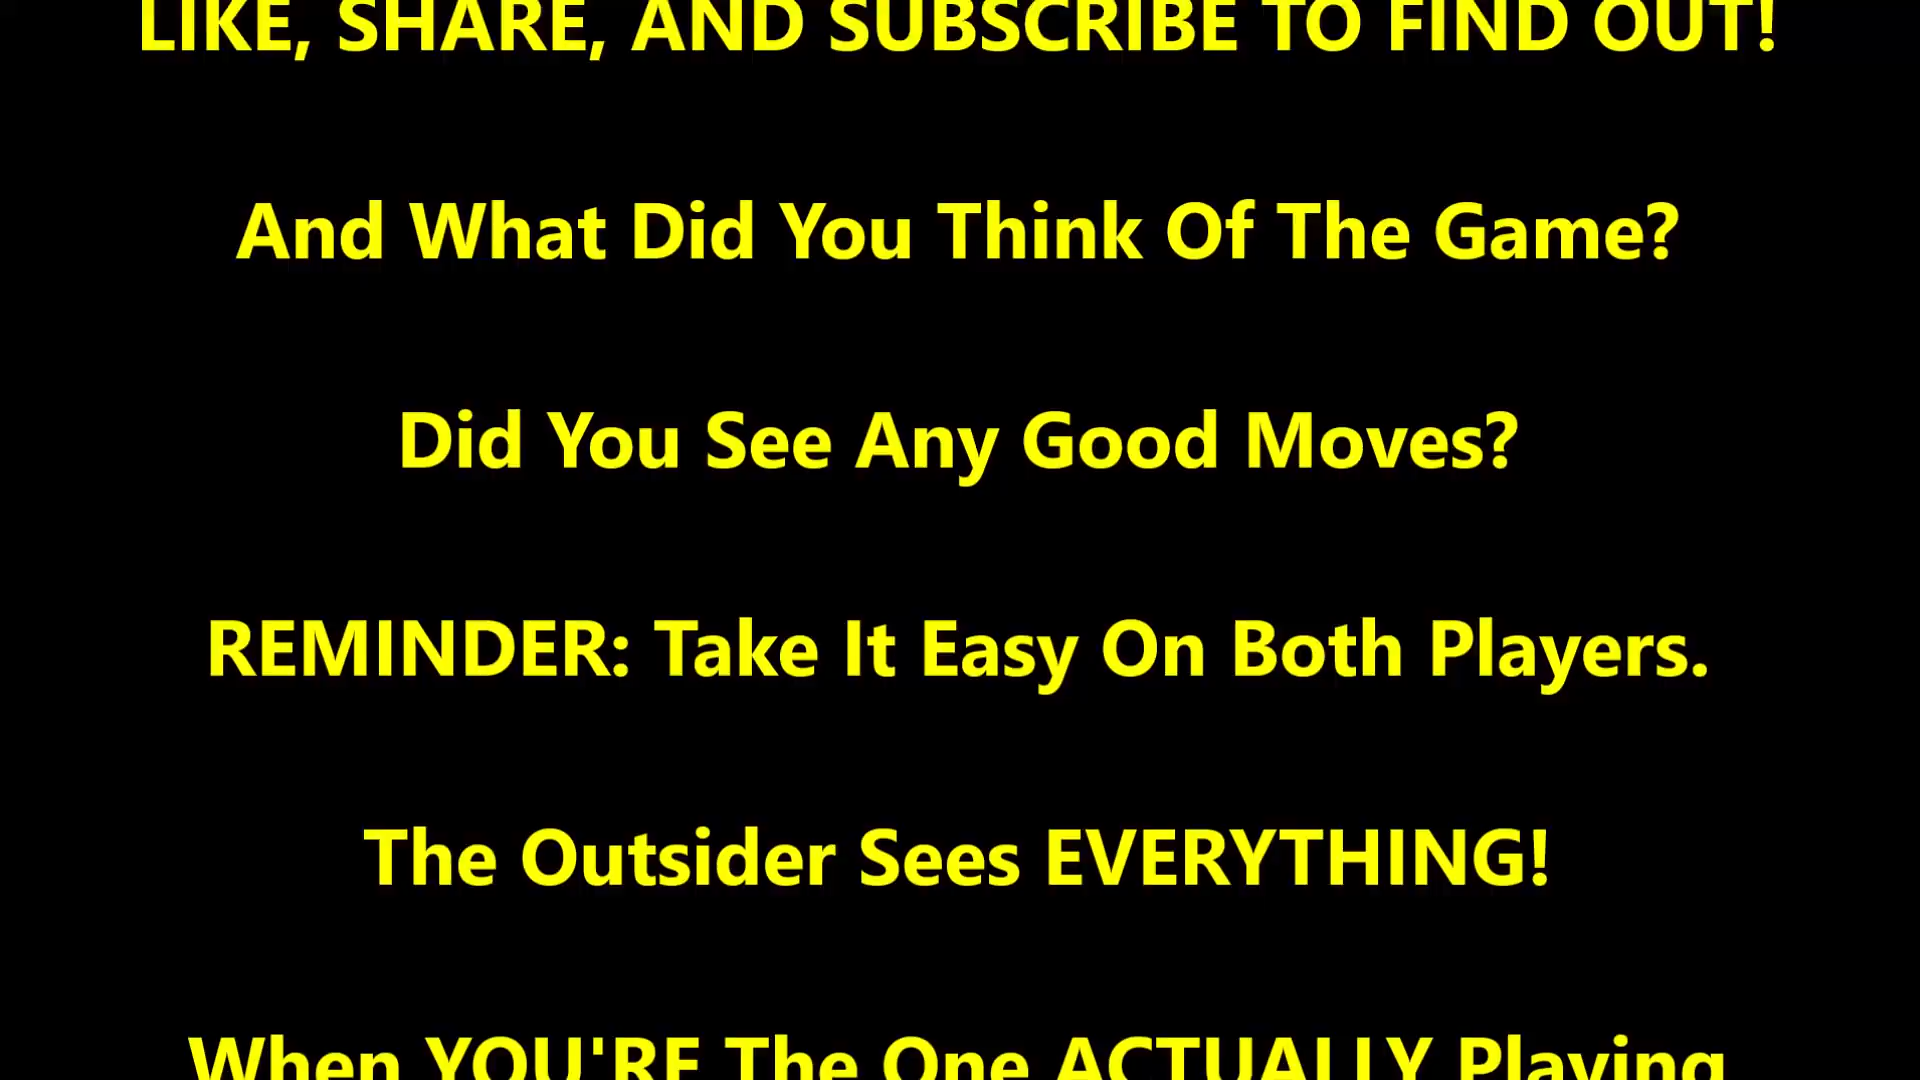 LIKE, SHARE, AND SUBSCRIBE TO FIND OUT!
And What Did You Think Of The Game?
Did You See Any Good Moves?
REMINDER: Take It Easy On Both Players.
The Outsider Sees EVERYTHING!
When YOU'RE The One ACTUALLY Playing